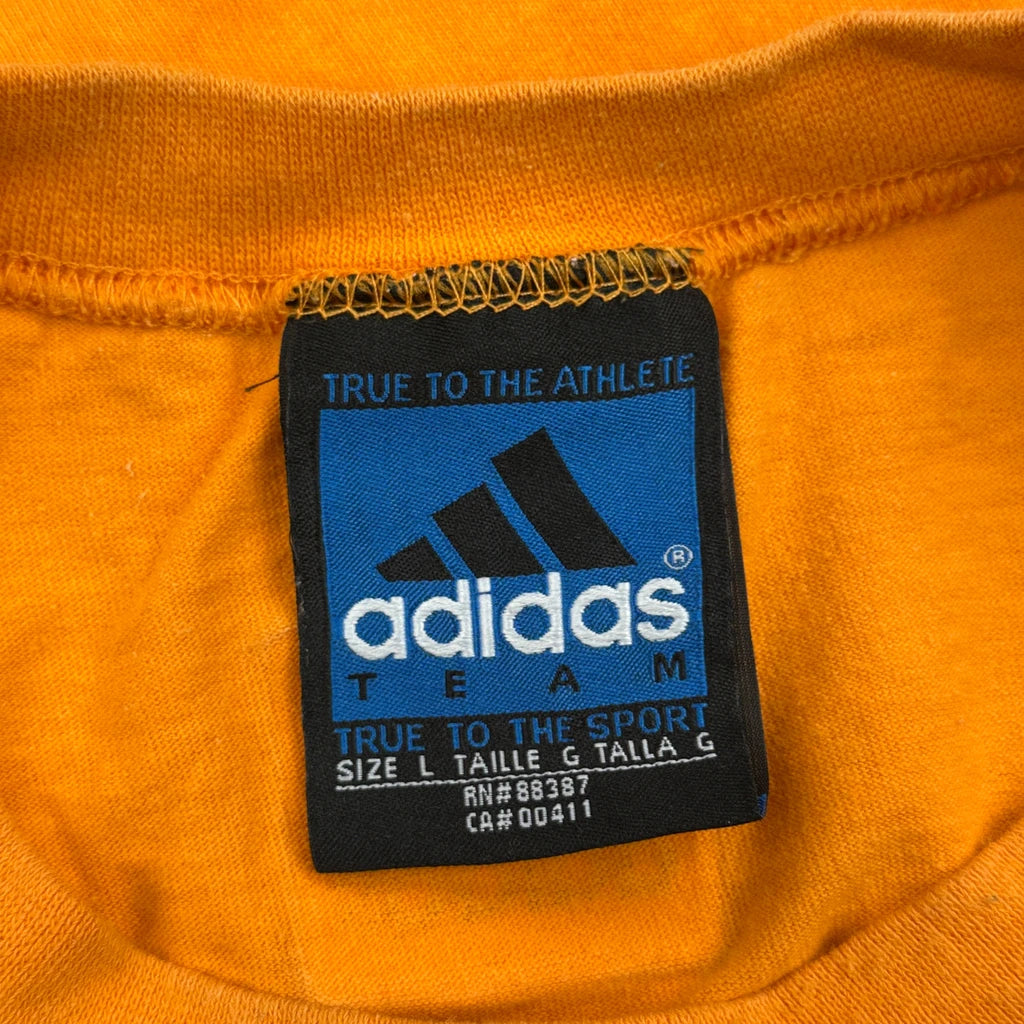 TRUE TO THE ATHLETE
adidas®
TEAM
TRUE TO THE SPORT
SIZE L TAILLE G TALLA G
RN#88387
CA#00411